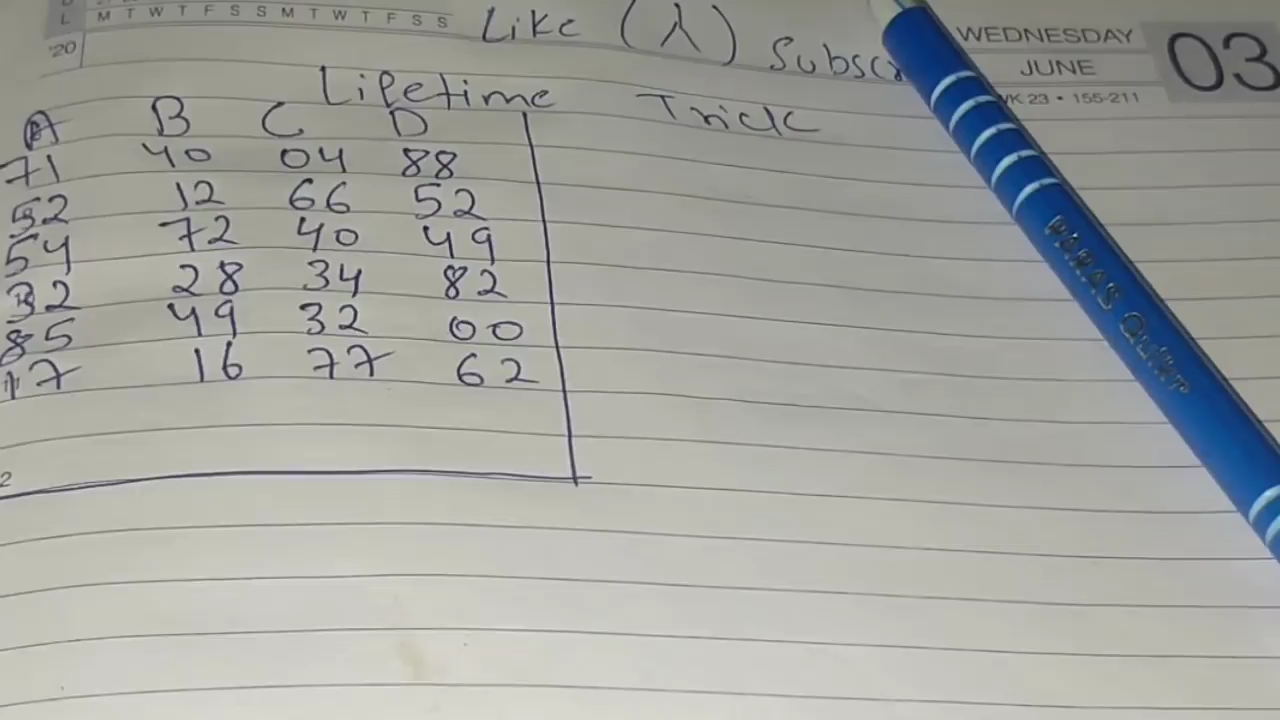 L M T W T F S S M T W T F S S
'20
Like (λ) Subscr
WEDNESDAY 03
JUNE
WK 23 • 155-211
Lifetime Trick
A B C D
71 40 04 88
52 12 66 52
54 72 40 49
32 28 34 82
85 49 32 00
17 16 77 62
2